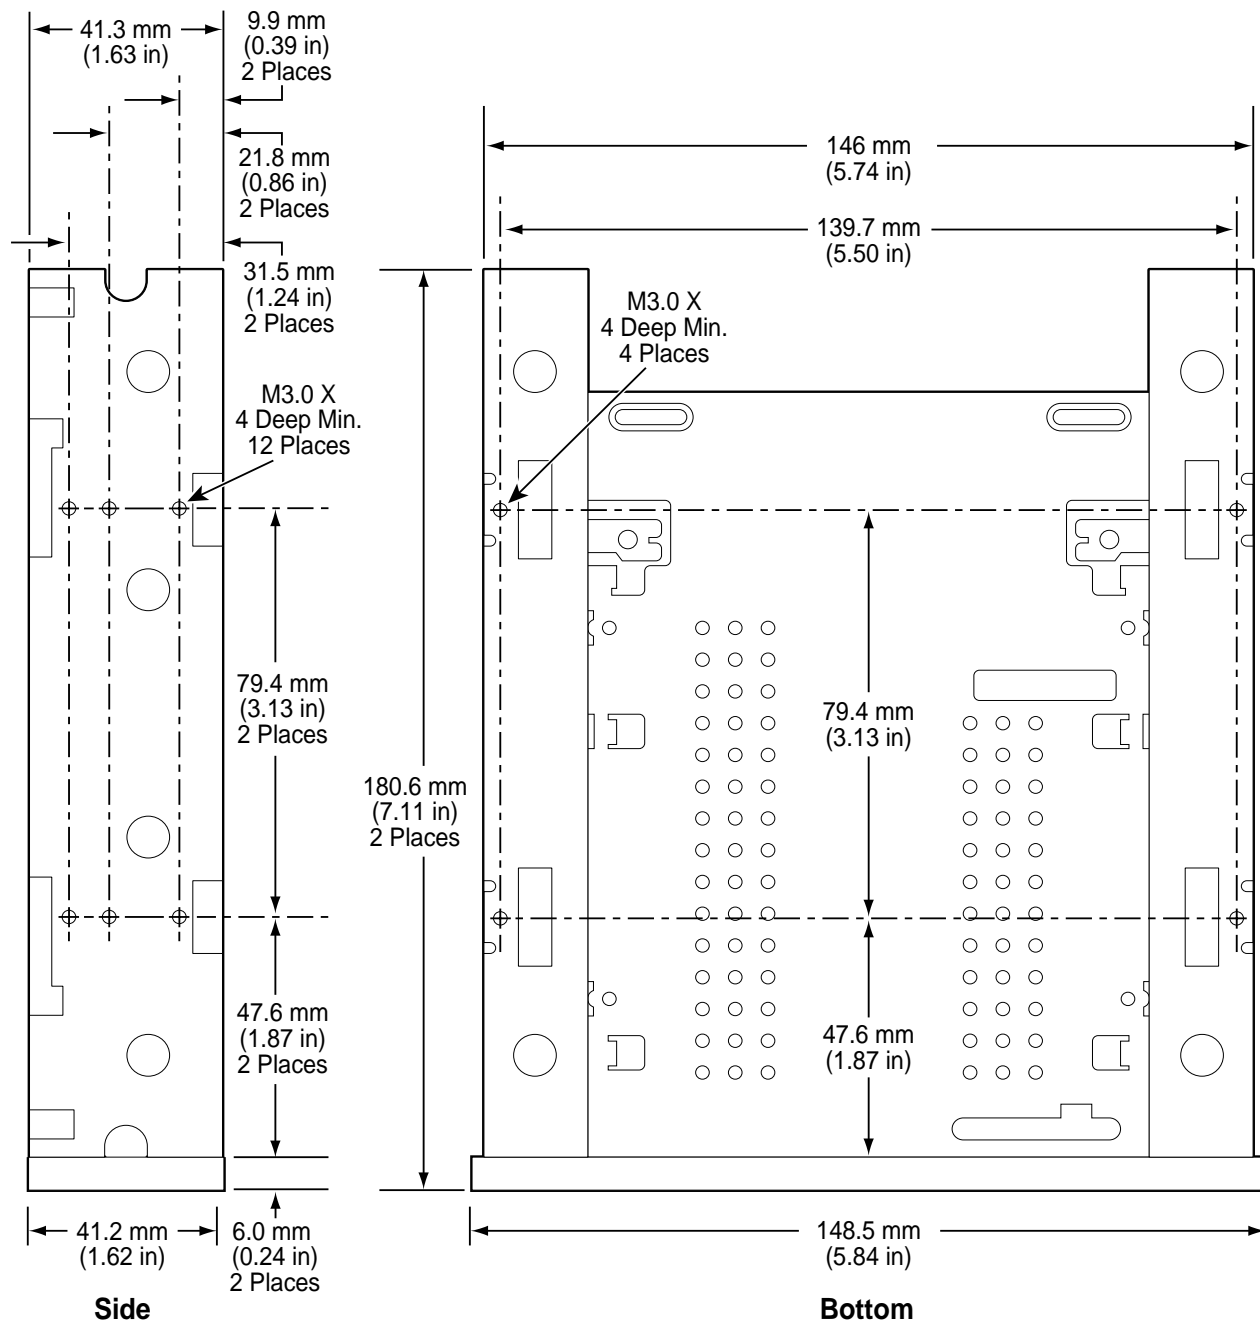 41.3 mm
(1.63 in)
9.9 mm
(0.39 in)
2 Places
21.8 mm
(0.86 in)
2 Places
31.5 mm
(1.24 in)
2 Places
M3.0 X
4 Deep Min.
12 Places
79.4 mm
(3.13 in)
2 Places
47.6 mm
(1.87 in)
2 Places
41.2 mm
(1.62 in)
6.0 mm
(0.24 in)
2 Places
Side
146 mm
(5.74 in)
139.7 mm
(5.50 in)
M3.0 X
4 Deep Min.
4 Places
79.4 mm
(3.13 in)
180.6 mm
(7.11 in)
2 Places
47.6 mm
(1.87 in)
148.5 mm
(5.84 in)
Bottom